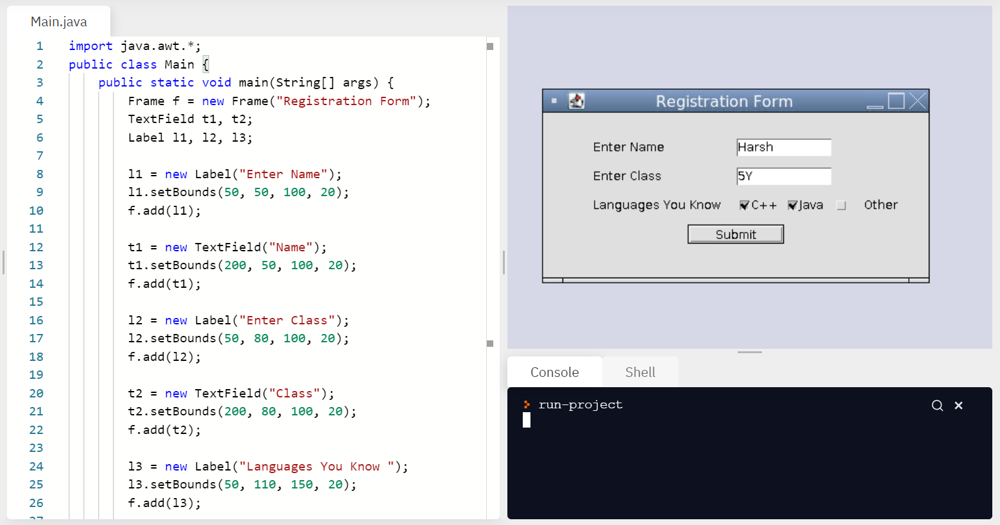 Main.java
1 import java.awt.*;
2 public class Main {
3 public static void main(String[] args) {
4 Frame f = new Frame("Registration Form");
5 TextField t1, t2;
6 Label l1, l2, l3;
7
8 l1 = new Label("Enter Name");
9 l1.setBounds(50, 50, 100, 20);
10 f.add(l1);
11
12 t1 = new TextField("Name");
13 t1.setBounds(200, 50, 100, 20);
14 f.add(t1);
15
16 l2 = new Label("Enter Class");
17 l2.setBounds(50, 80, 100, 20);
18 f.add(l2);
19
20 t2 = new TextField("Class");
21 t2.setBounds(200, 80, 100, 20);
22 f.add(t2);
23
24 l3 = new Label("Languages You Know ");
25 l3.setBounds(50, 110, 150, 20);
26 f.add(l3);
Registration Form
Enter Name Harsh
Enter Class 5Y
Languages You Know C++ Java Other
Submit
Console Shell
run-project